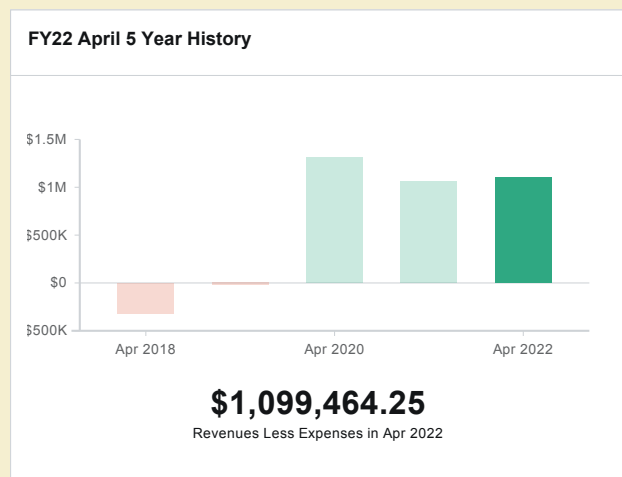 FY22 April 5 Year History
$1.5M
$1M
$500K
$0
$500K
Apr 2018 Apr 2020 Apr 2022
$1,099,464.25
Revenues Less Expenses in Apr 2022